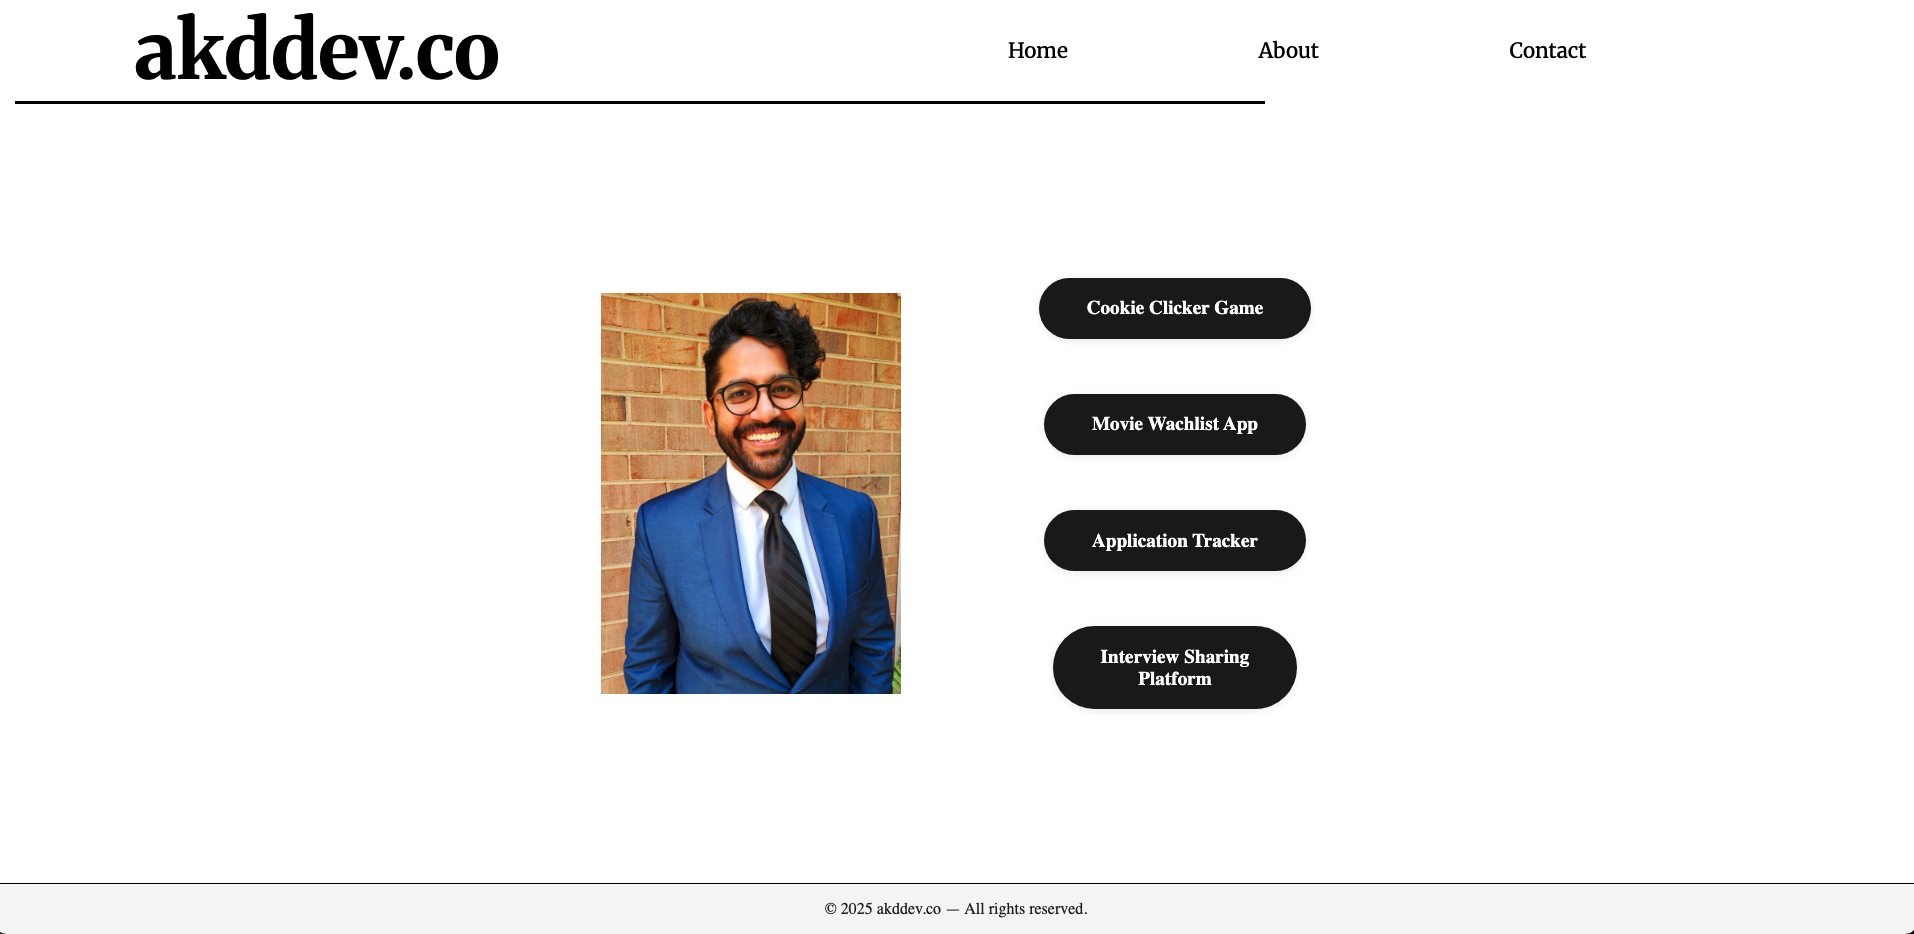 akddev.co
Home
About
Contact
Cookie Clicker Game
Movie Wachlist App
Application Tracker
Interview Sharing
Platform
© 2025 akddev.co — All rights reserved.